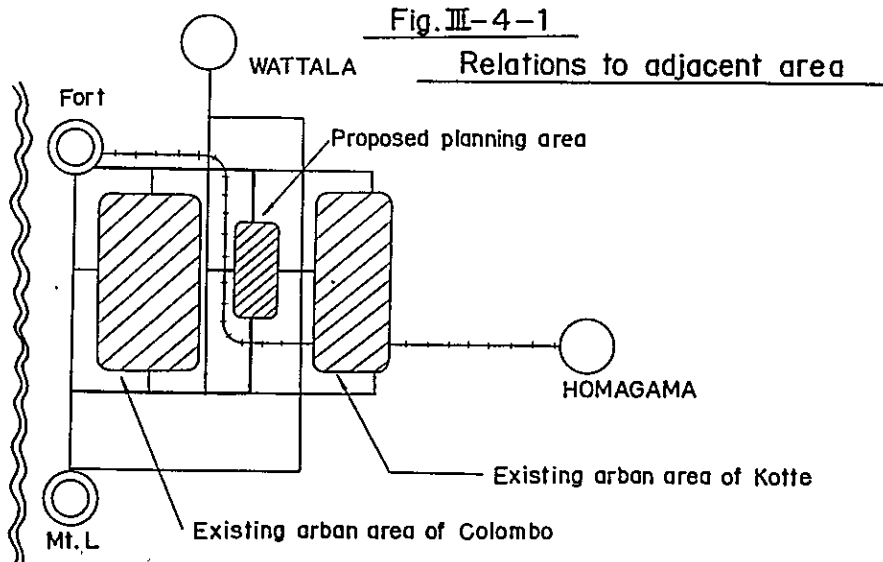 Fig. III-4-1
Relations to adjacent area
WATTALA
Fort
Proposed planning area
HOMAGAMA
Existing arban area of Kotte
Existing arban area of Colombo
Mt. L